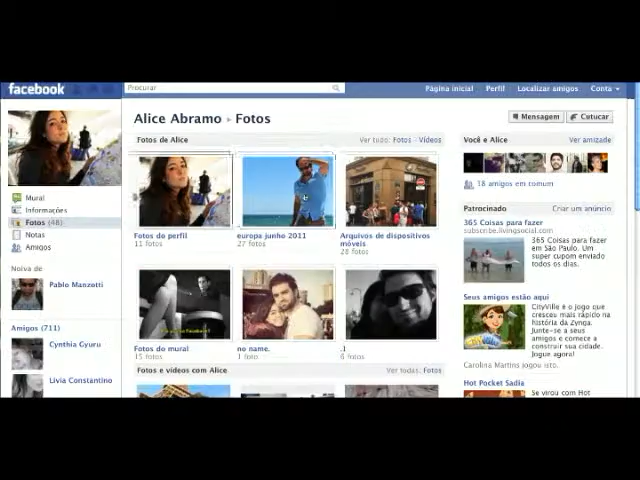 facebook
Procurar
Página inicial Perfil Localizar amigos Conta
Alice Abramo ▸ Fotos
Mensagem Cutucar
Fotos de Alice Ver tudo: Fotos · Vídeos
Foto do perfil
11 fotos
europa junho 2011
27 fotos
Arquivos de dispositivos móveis
28 fotos
Fotos do mural
15 fotos
no name.
1 foto
.)
6 fotos
Fotos e vídeos com Alice Ver todas: Fotos
Mural
Informações
Fotos (48)
Notas
Amigos
Noiva de
Pablo Manzotti
Amigos (711)
Cynthia Gyuru
Livia Constantino
Você e Alice Ver amizade
18 amigos em comum
Patrocinado Criar um anúncio
365 Coisas para fazer
subscribe.livingsocial.com
365 Coisas para fazer
em São Paulo. Um
super cupom enviado
todos os dias.
Seus amigos estão aqui
CityVille é o jogo que
cresces mais rápido na
história da Zynga.
Junte-se a seus
amigos e comece a
construir sua cidade.
Jogue agora!
Carolina Martins jogou isto.
Hot Pocket Sadia
Se virou com Hot